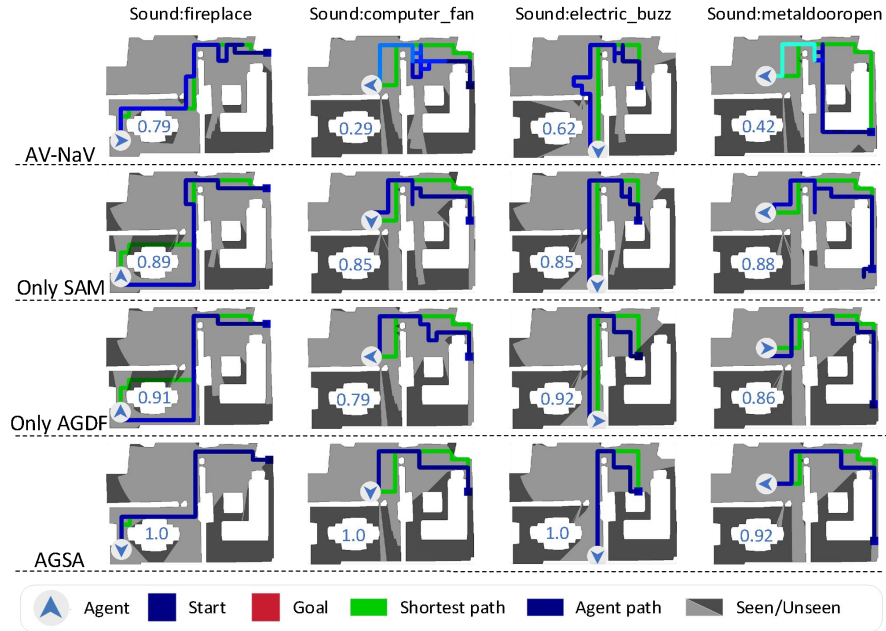 Sound:fireplace Sound:computer_fan Sound:electric_buzz Sound:metaldooropen
0.79 0.29 0.62 0.42
AV-NaV
0.89 0.85 0.85 0.88
Only SAM
0.91 0.79 0.92 0.86
Only AGDF
1.0 1.0 1.0 0.92
AGSA
Agent Start Goal Shortest path Agent path Seen/Unseen